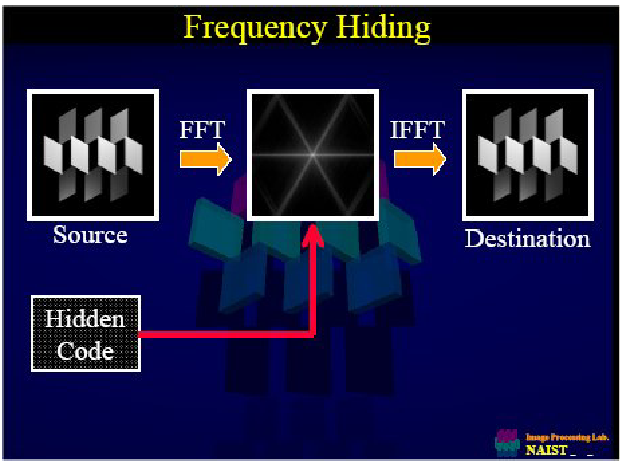 Frequency Hiding
FFT
IFFT
Source
Destination
Hidden
Code
Image Processing Lab.
NAIST